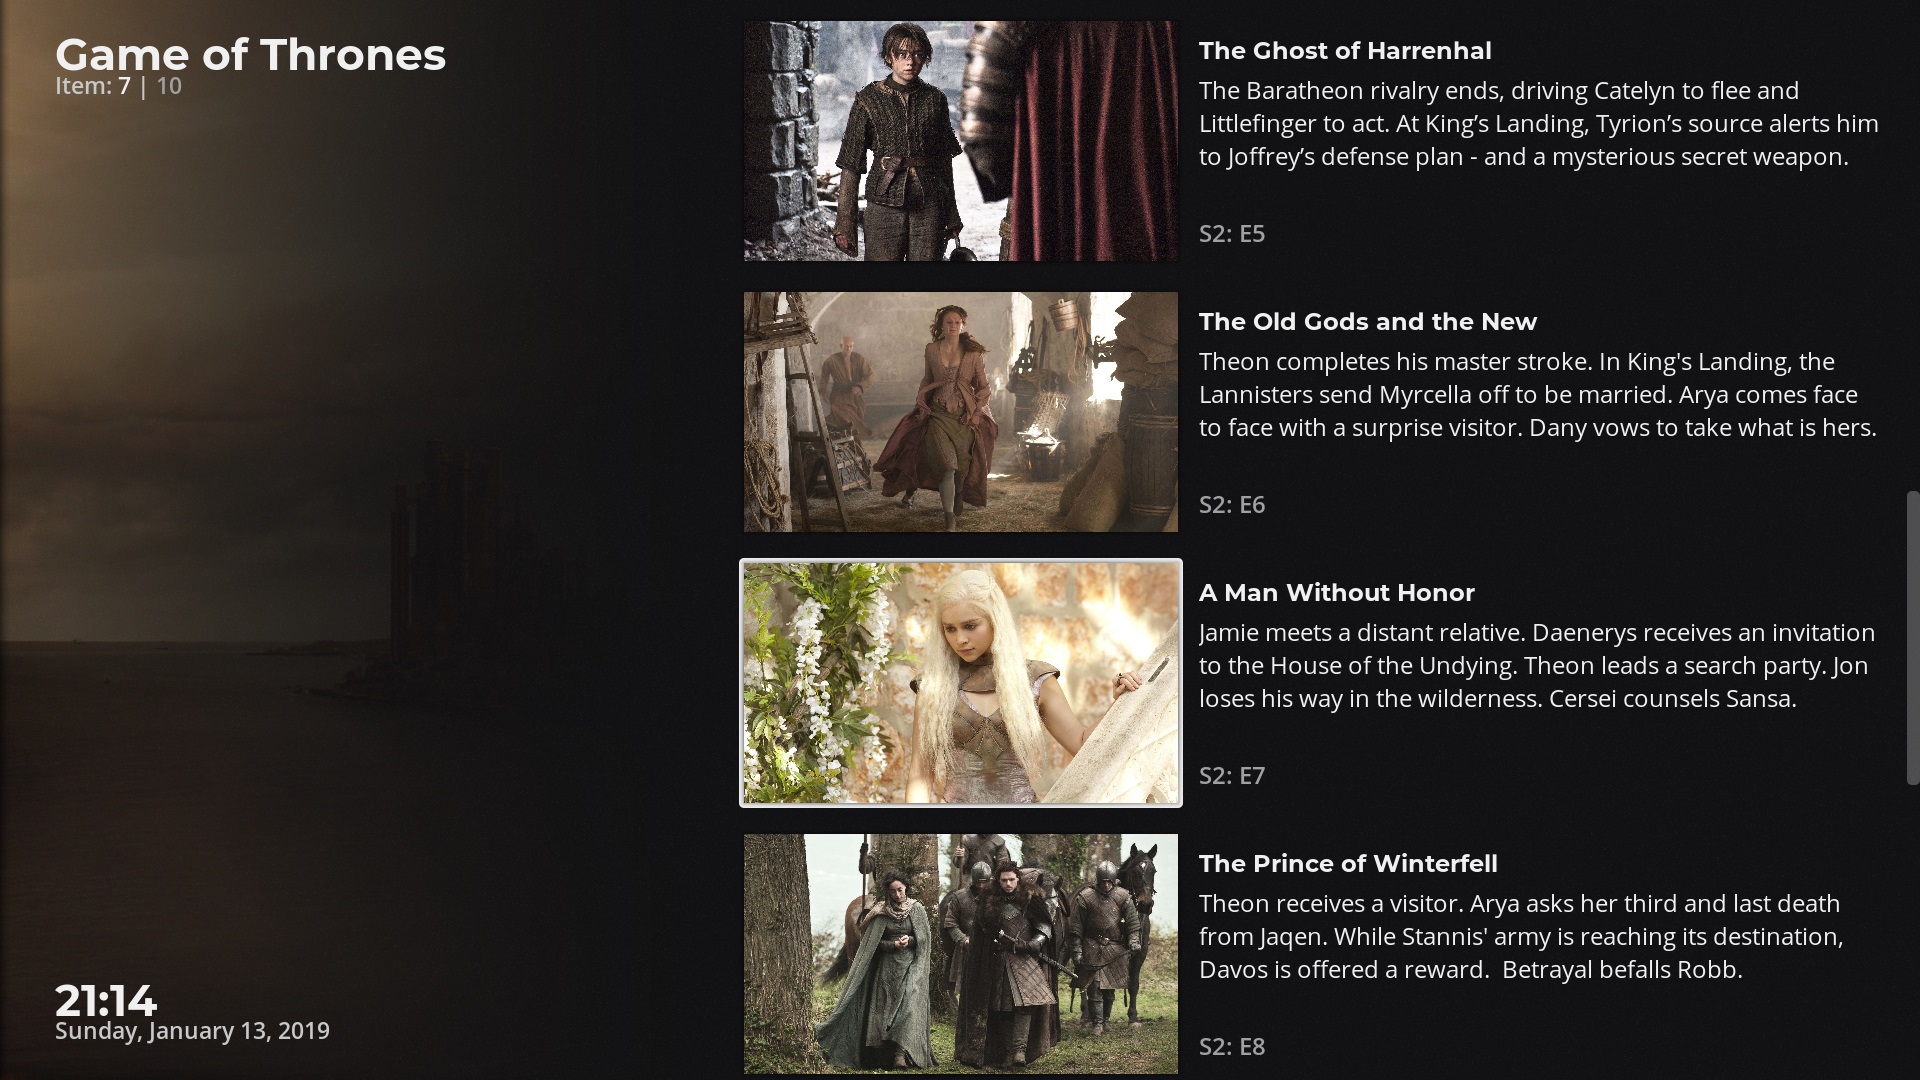 Game of Thrones
Item: 7 | 10
The Ghost of Harrenhal
The Baratheon rivalry ends, driving Catelyn to flee and
Littlefinger to act. At King’s Landing, Tyrion’s source alerts him
to Joffrey’s defense plan - and a mysterious secret weapon.
S2: E5
The Old Gods and the New
Theon completes his master stroke. In King's Landing, the
Lannisters send Myrcella off to be married. Arya comes face
to face with a surprise visitor. Dany vows to take what is hers.
S2: E6
A Man Without Honor
Jamie meets a distant relative. Daenerys receives an invitation
to the House of the Undying. Theon leads a search party. Jon
loses his way in the wilderness. Cersei counsels Sansa.
S2: E7
The Prince of Winterfell
Theon receives a visitor. Arya asks her third and last death
from Jaqen. While Stannis' army is reaching its destination,
Davos is offered a reward.  Betrayal befalls Robb.
S2: E8
21:14
Sunday, January 13, 2019